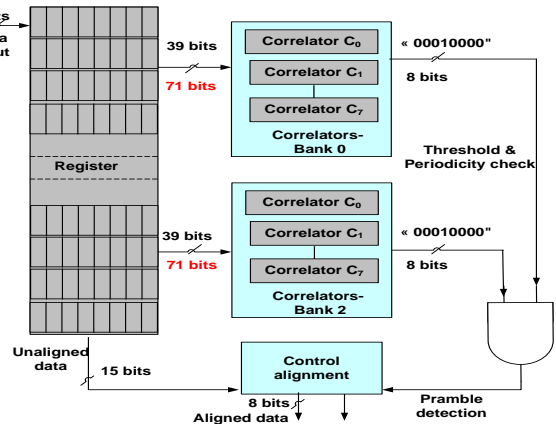 39 bits
71 bits
Correlator C0
Correlator C1
Correlator C7
Correlators-
Bank 0
« 00010000"
8 bits
Threshold &
Periodicity check
Register
39 bits
71 bits
Correlator C0
Correlator C1
Correlator C7
Correlators-
Bank 2
« 00010000"
8 bits
Unaligned
data
15 bits
Control
alignment
8 bits
Aligned data
Pramble
detection